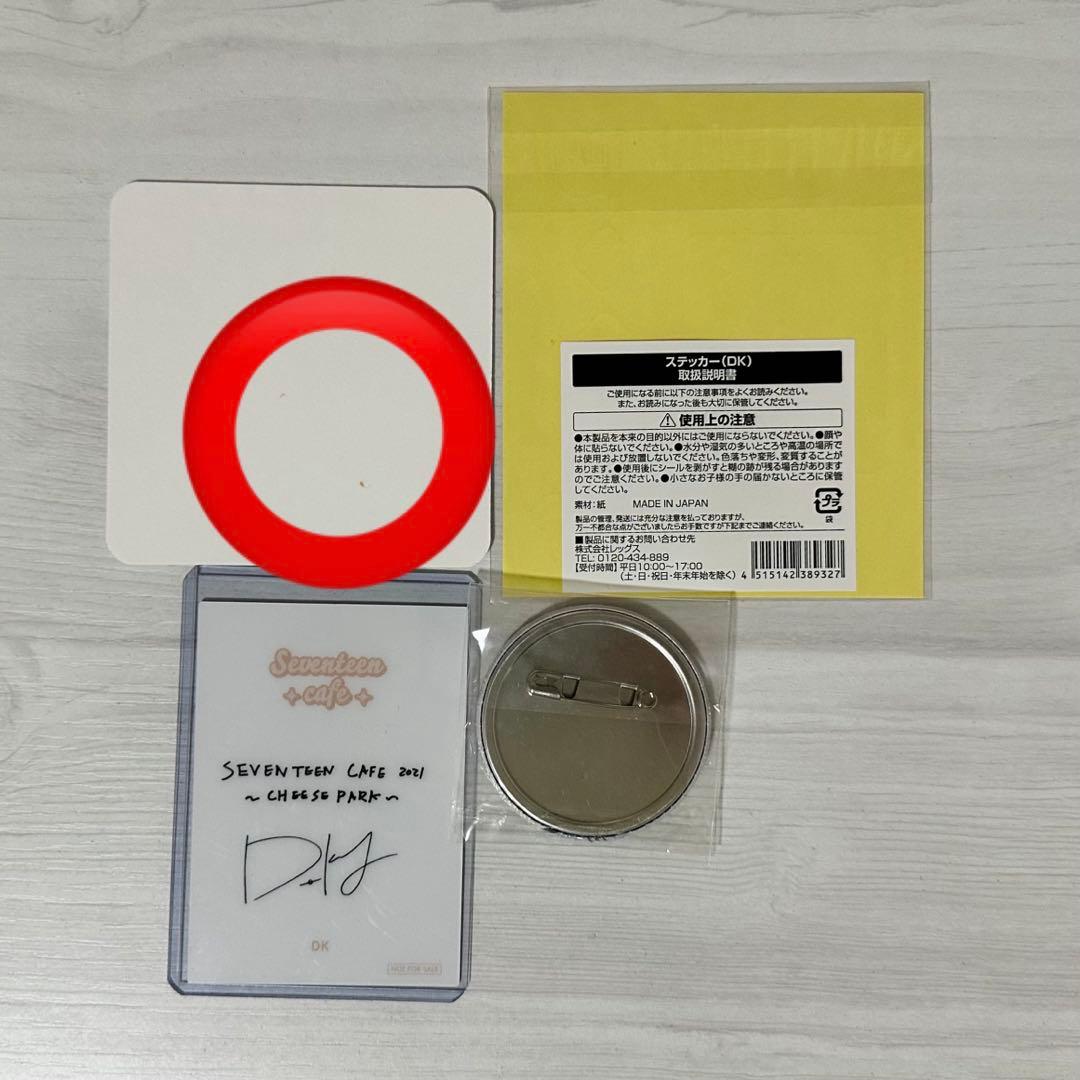 ステッカー(DK)
取扱説明書
ご使用になる前に以下の注意事項をよくお読みください。
また、お読みになった後も大切に保管してください。
⚠使用上の注意
●本製品を本来の目的以外にはご使用にならないでください。●顔や
体に貼らないでください。●水分や湿気の多いところや高温の場所で
は使用および放置しないでください。色落ちや変形、変質することが
あります。●使用後にシールを剥がすと糊の跡が残る場合があります
のでご注意ください。●小さなお子様の手の届かないところに保管
してください。
素材:紙 MADE IN JAPAN
プラ
袋
製品の管理、発送には充分な注意を払っておりますが、
万一不都合な点がございましたらお手数ですが下記までご連絡ください。
■製品に関するお問い合わせ先
株式会社レッグス
TEL: 0120-434-889
【受付時間】平日10:00～17:00
(土・日・祝日・年末年始を除く)
4 515142 389327
Seventeen
cafe
SEVENTEEN CAFE 2021
~ CHEESE PARK ~
DK
NOT FOR SALE